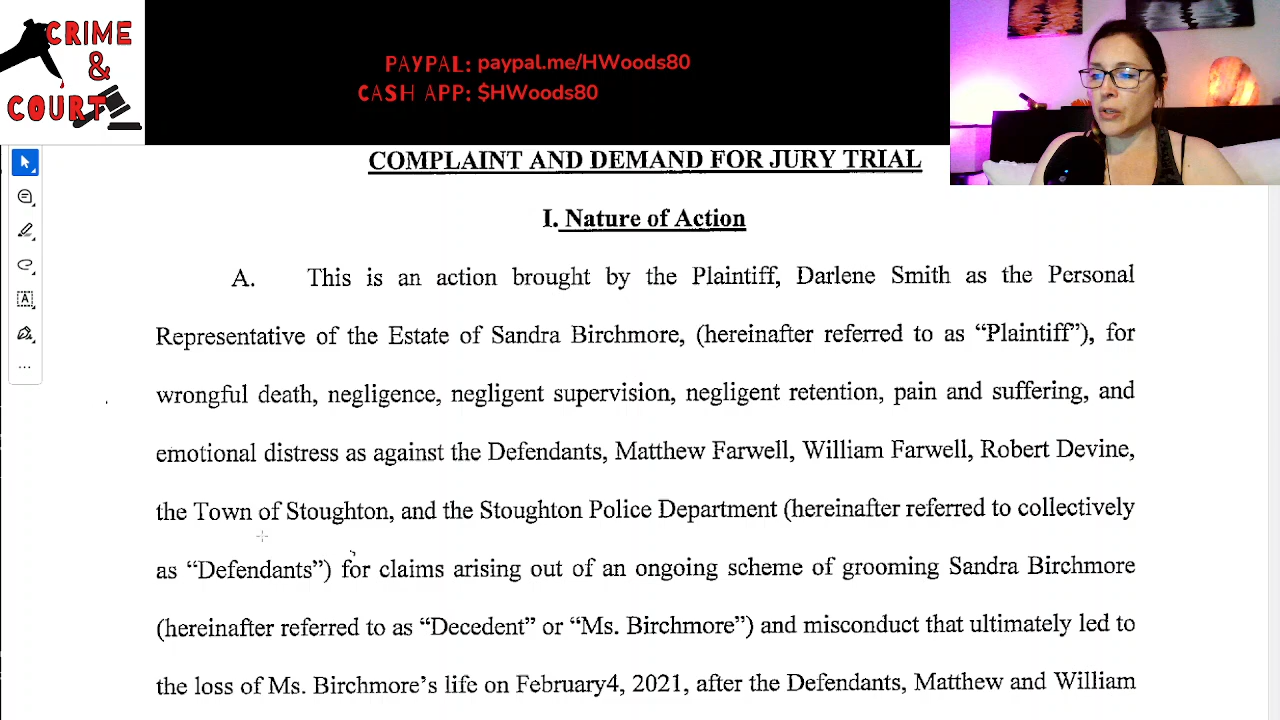 CRIME
&
COURT
PAYPAL: paypal.me/HWoods80
CASH APP: $HWoods80
COMPLAINT AND DEMAND FOR JURY TRIAL
I. Nature of Action
A. This is an action brought by the Plaintiff, Darlene Smith as the Personal
Representative of the Estate of Sandra Birchmore, (hereinafter referred to as “Plaintiff”), for
wrongful death, negligence, negligent supervision, negligent retention, pain and suffering, and
emotional distress as against the Defendants, Matthew Farwell, William Farwell, Robert Devine,
the Town of Stoughton, and the Stoughton Police Department (hereinafter referred to collectively
as “Defendants”) for claims arising out of an ongoing scheme of grooming Sandra Birchmore
(hereinafter referred to as “Decedent” or “Ms. Birchmore”) and misconduct that ultimately led to
the loss of Ms. Birchmore’s life on February4, 2021, after the Defendants, Matthew and William